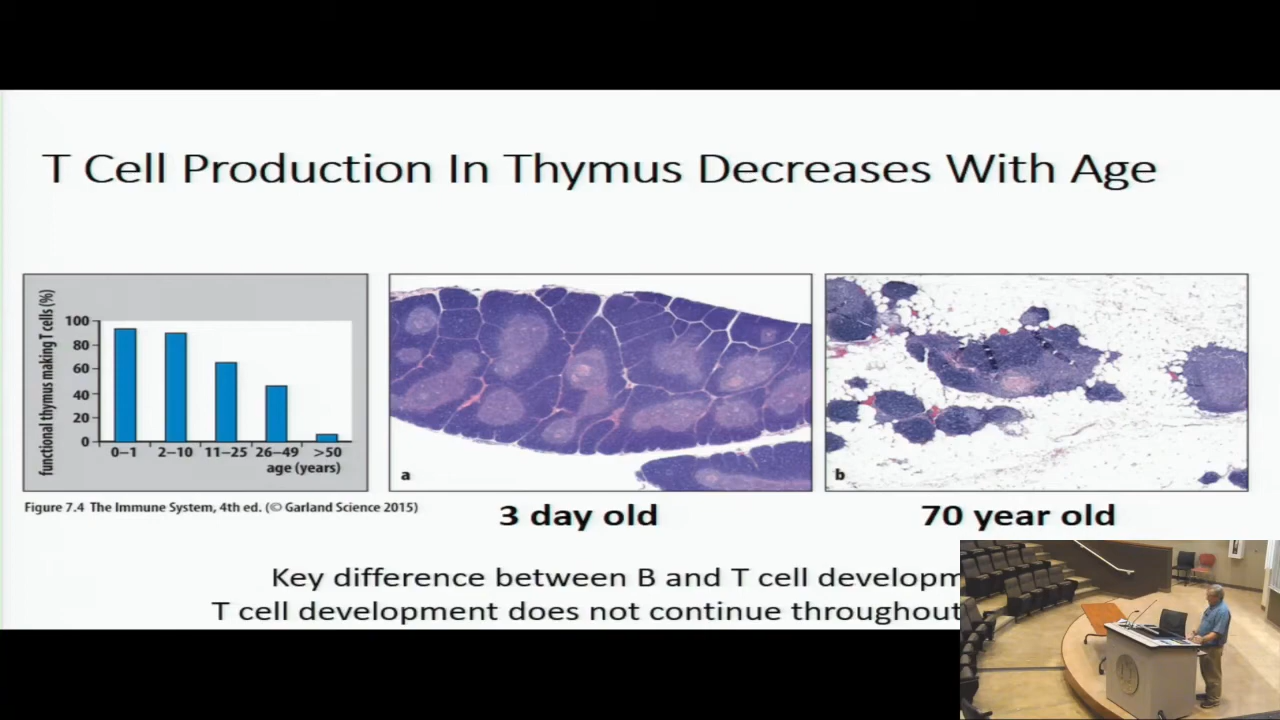 T Cell Production In Thymus Decreases With Age
functional thymus making T cells (%)
100
80
60
40
20
0
0–1 2–10 11–25 26–49 >50
age (years)
a
b
Figure 7.4 The Immune System, 4th ed. (© Garland Science 2015)
3 day old
70 year old
Key difference between B and T cell
T cell development does not continue throughout